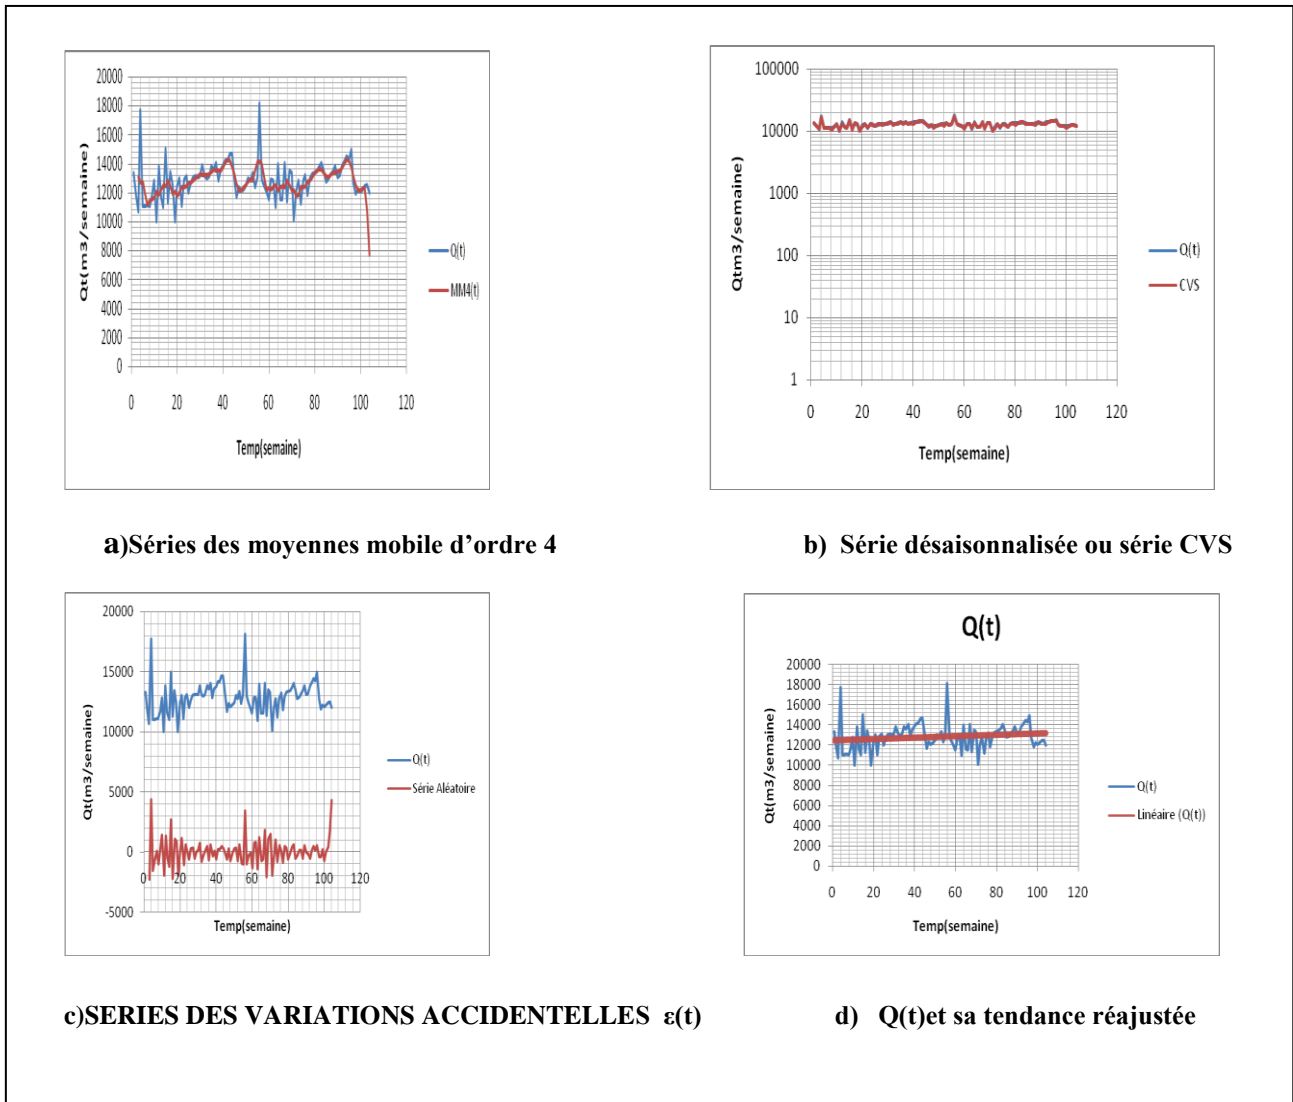 20000
18000
16000
14000
12000
10000
8000
6000
4000
2000
0
Qt(m3/semaine)
0 20 40 60 80 100 120
Temp(semaine)
Q(t)
MM4(t)
100000
10000
1000
100
10
1
Qtm3/semaine)
0 20 40 60 80 100 120
Temp(semaine)
Q(t)
CVS
a)Séries des moyennes mobile d’ordre 4
b) Série désaisonnalisée ou série CVS
20000
15000
10000
5000
0
-5000
Qt(m3/semaine)
0 20 40 60 80 100 120
Temp(semaine)
Q(t)
Série Aléatoire
Q(t)
20000
18000
16000
14000
12000
10000
8000
6000
4000
2000
0
Qt(m3/semaine)
0 20 40 60 80 100 120
Temp(semaine)
Q(t)
Linéaire (Q(t))
c)SERIES DES VARIATIONS ACCIDENTELLES ε(t)
d) Q(t)et sa tendance réajustée